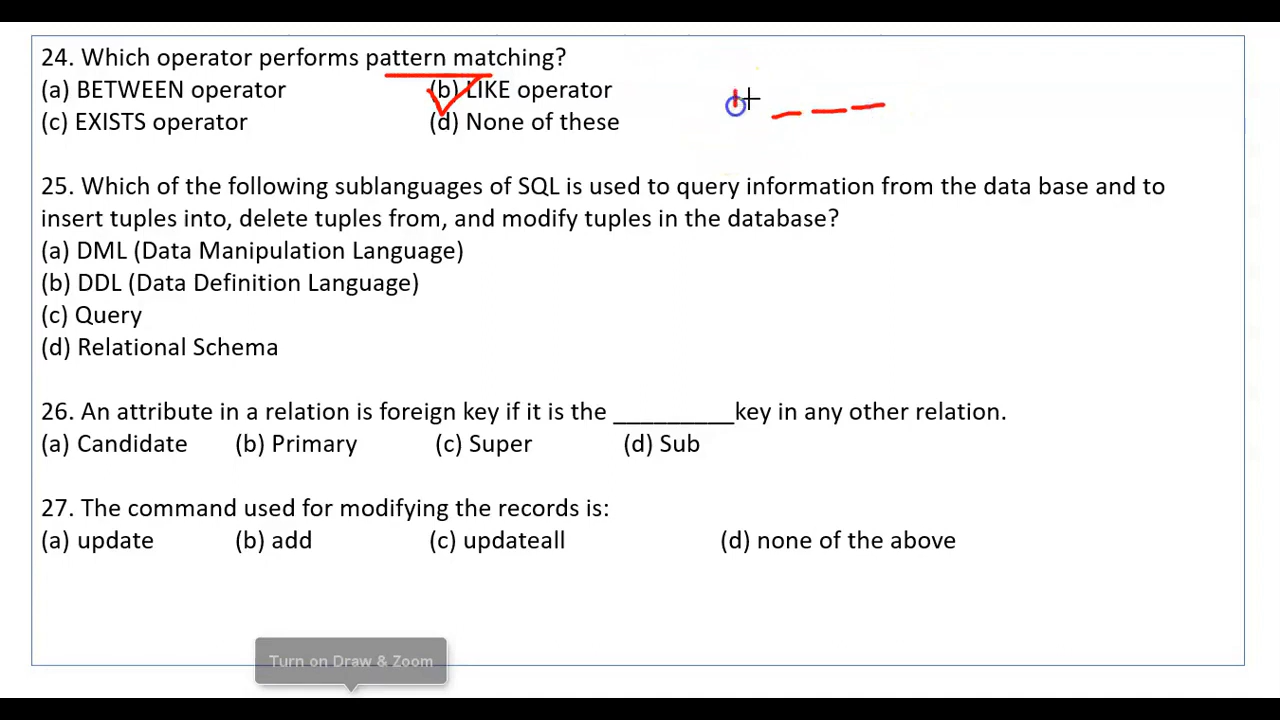 24. Which operator performs pattern matching?
(a) BETWEEN operator (b) LIKE operator
(c) EXISTS operator (d) None of these
25. Which of the following sublanguages of SQL is used to query information from the data base and to
insert tuples into, delete tuples from, and modify tuples in the database?
(a) DML (Data Manipulation Language)
(b) DDL (Data Definition Language)
(c) Query
(d) Relational Schema
26. An attribute in a relation is foreign key if it is the _________key in any other relation.
(a) Candidate (b) Primary (c) Super (d) Sub
27. The command used for modifying the records is:
(a) update (b) add (c) updateall (d) none of the above
Turn on Draw & Zoom